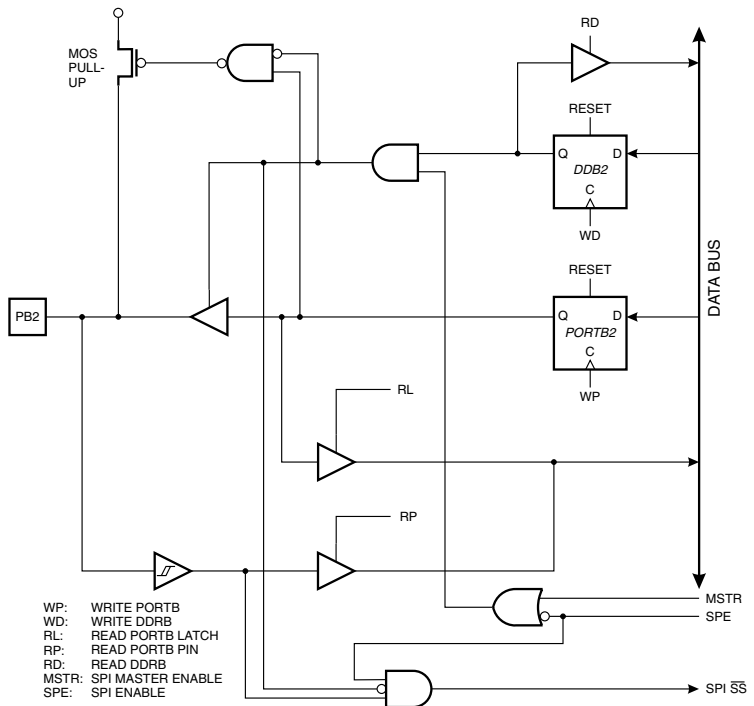 RD
MOS
PULL-
UP
RESET
Q
D
DDB2
C
WD
DATA BUS
RESET
PB2
Q
D
PORTB2
C
WP
RL
RP
MSTR
SPE
WP: WRITE PORTB
WD: WRITE DDRB
RL: READ PORTB LATCH
RP: READ PORTB PIN
RD: READ DDRB
MSTR: SPI MASTER ENABLE
SPE: SPI ENABLE
SPI S̅S̅